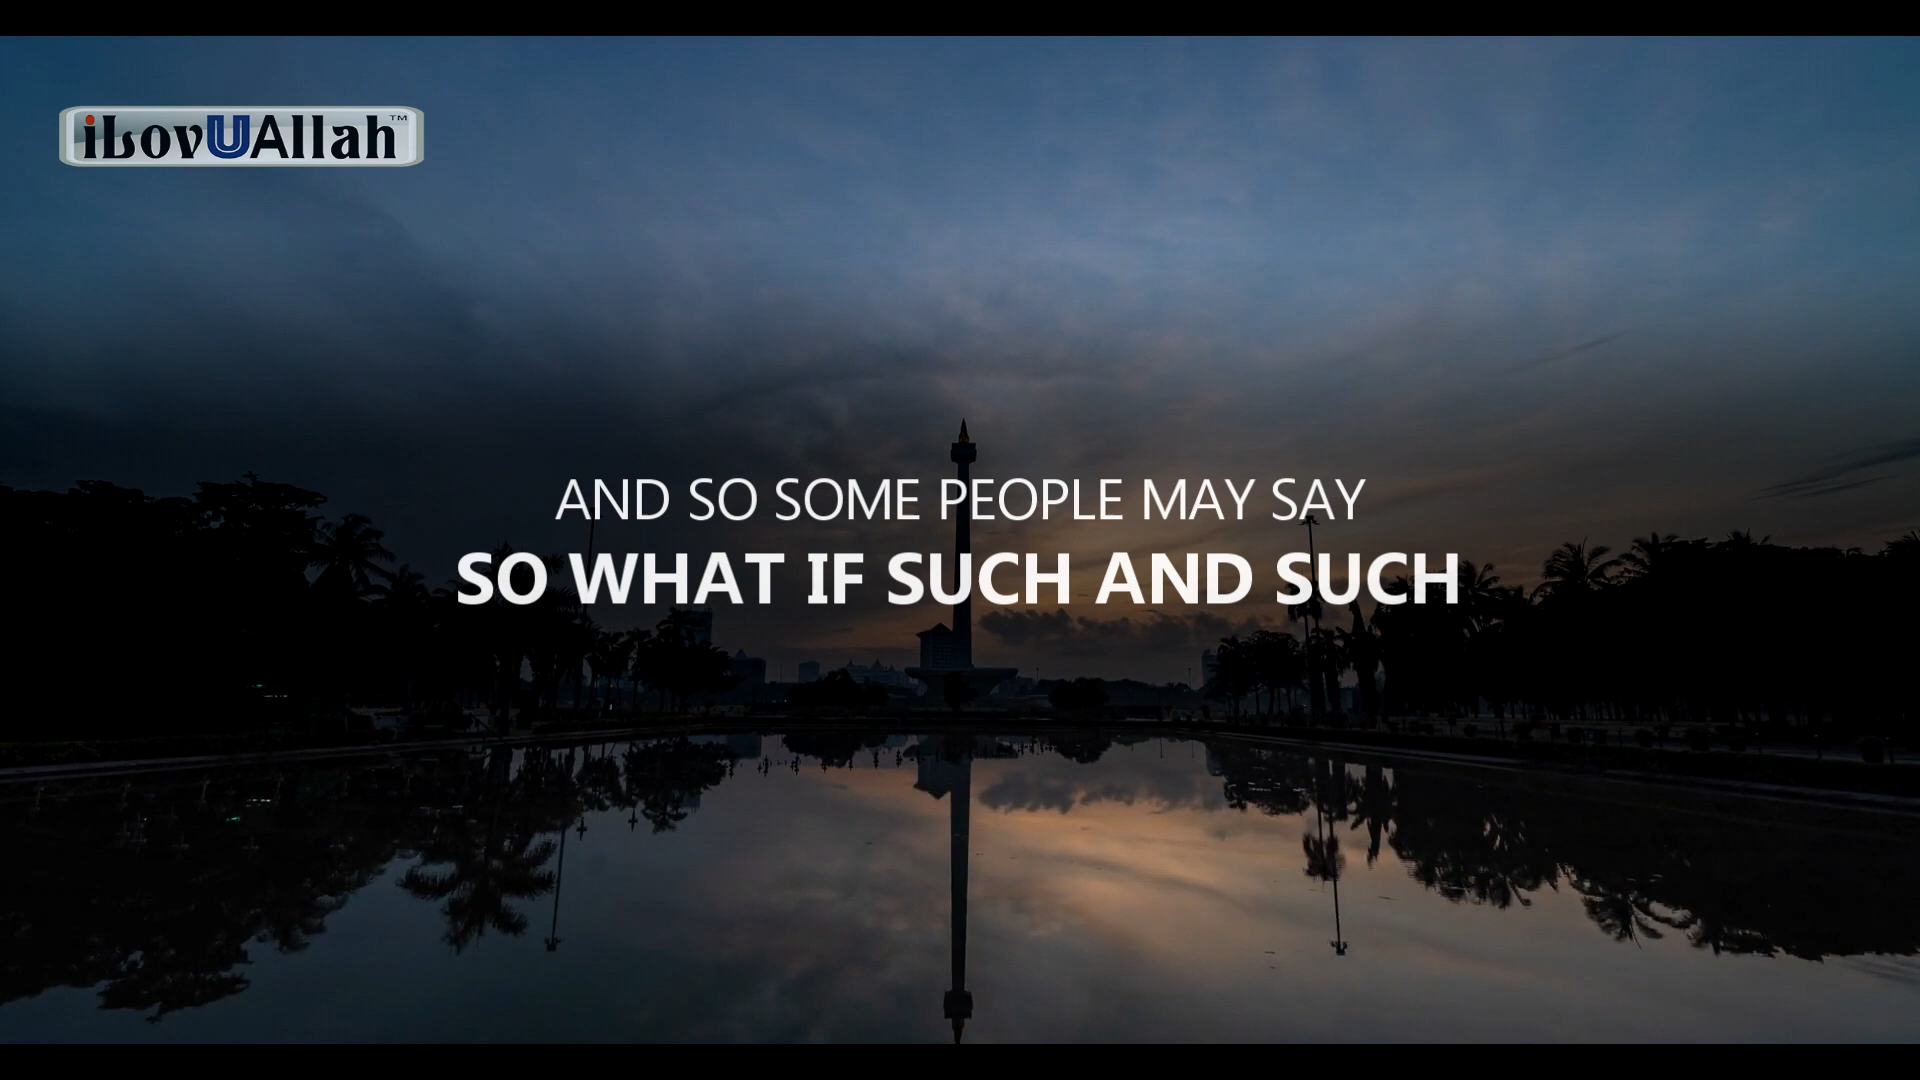 iLovUAllah™
AND SO SOME PEOPLE MAY SAY
SO WHAT IF SUCH AND SUCH